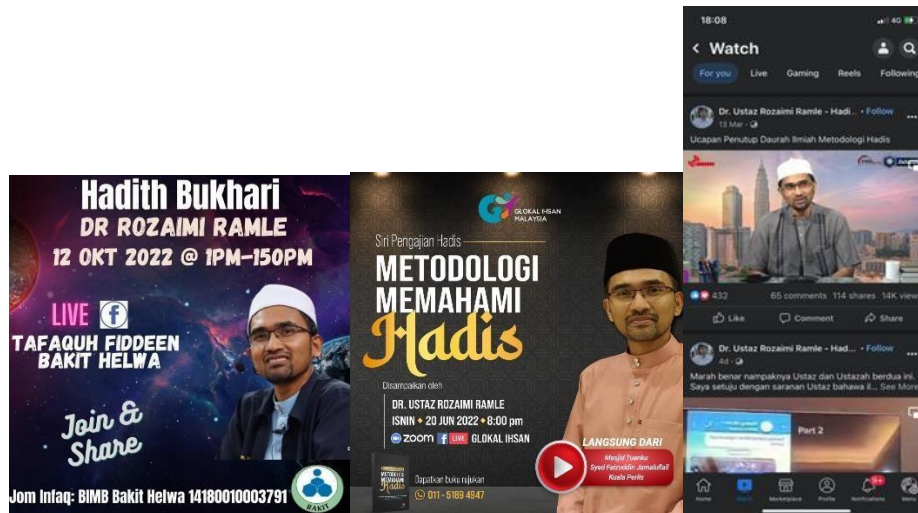 Hadith Bukhari
DR ROZAIMI RAMLE
12 OKT 2022 @ 1PM-150PM
LIVE f
TAFAQUH FIDDEEN
BAKIT HELWA
Join &
Share
Jom Infaq: BIMB Bakit Helwa 14180010003791
BAKIT
GLOKAL IHSAN
MALAYSIA
Siri Pengajian Hadis
METODOLOGI
MEMAHAMI
Hadis
Disampaikan oleh
DR. USTAZ ROZAIMI RAMLE
ISNIN • 20 JUN 2022 • 8:00 pm
zoom f LIVE GLOKAL IHSAN
METODOLOGI
MEMAHAMI
Hadis
Dapatkan buku rujukan
011 - 5189 4947
LANGSUNG DARI
Masjid Tuanku
Syed Feizuddin Jamalullail
Kuala Perlis
18:08
4G
Watch
For you Live Gaming Reels Following
Dr. Ustaz Rozaimi Ramle - Hadi... • Follow
13 Mar
Ucapan Penutup Daurah Ilmiah Metodologi Hadis
432 65 comments 114 shares 14K view
Like Comment Share
Dr. Ustaz Rozaimi Ramle - Had... • Follow
4d
Marah benar nampaknya Ustaz dan Ustazah berdua ini.
Saya setuju dengan saranan Ustaz bahawa il... See More
Part 2
9+
Home Watch Marketplace Profile Notifications Menu